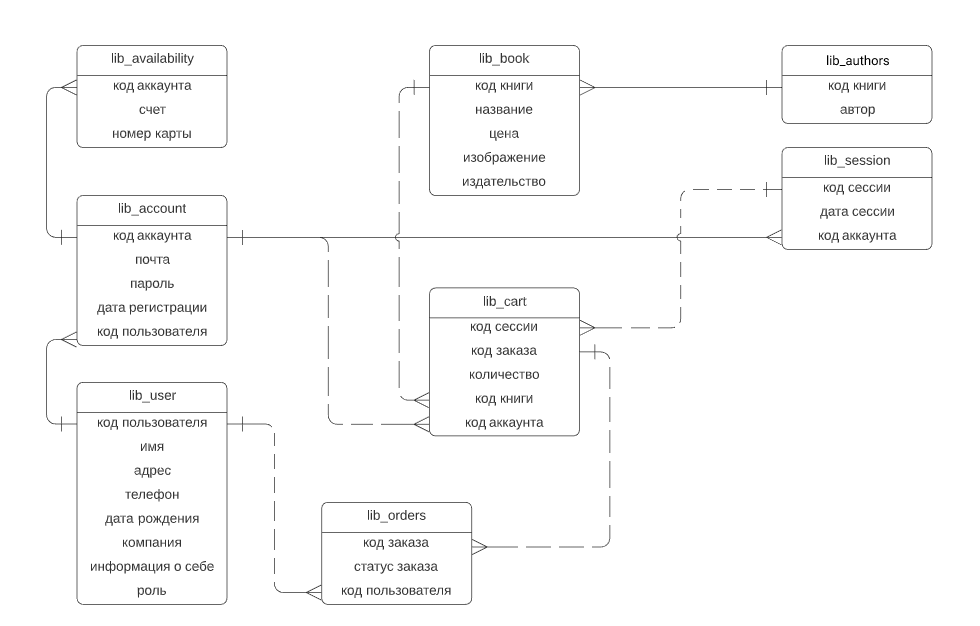 lib_availability
код аккаунта
счет
номер карты
lib_account
код аккаунта
почта
пароль
дата регистрации
код пользователя
lib_user
код пользователя
имя
адрес
телефон
дата рождения
компания
информация о себе
роль
lib_book
код книги
название
цена
изображение
издательство
lib_cart
код сессии
код заказа
количество
код книги
код аккаунта
lib_orders
код заказа
статус заказа
код пользователя
lib_authors
код книги
автор
lib_session
код сессии
дата сессии
код аккаунта